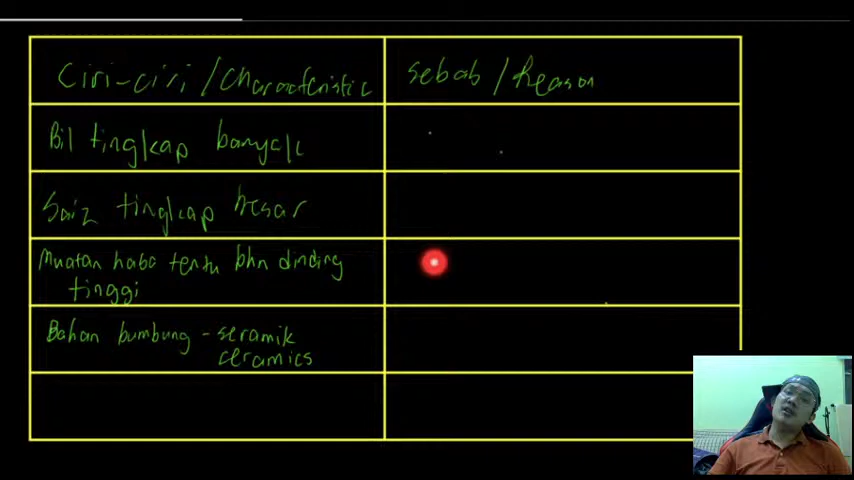 Ciri-ciri / Characteristic
Sebab / Reason
Bil tingkap banyak
Saiz tingkap besar
Muatan haba tentu bhn dinding
tinggi
Bahan bumbung - seramik
ceramics